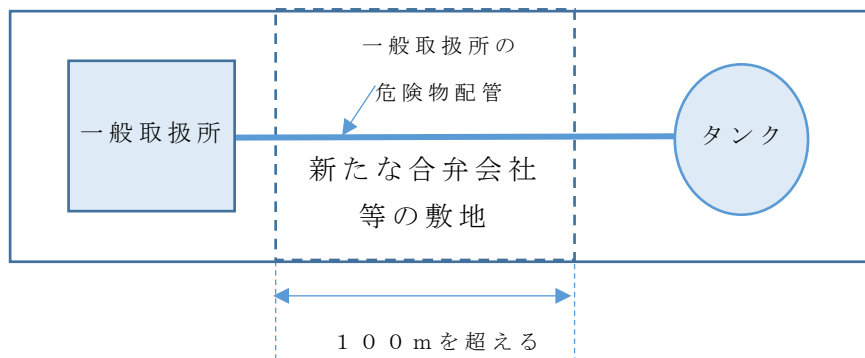 一般取扱所の
危険物配管
一般取扱所
タンク
新たな合弁会社
等の敷地
１００ｍを超える